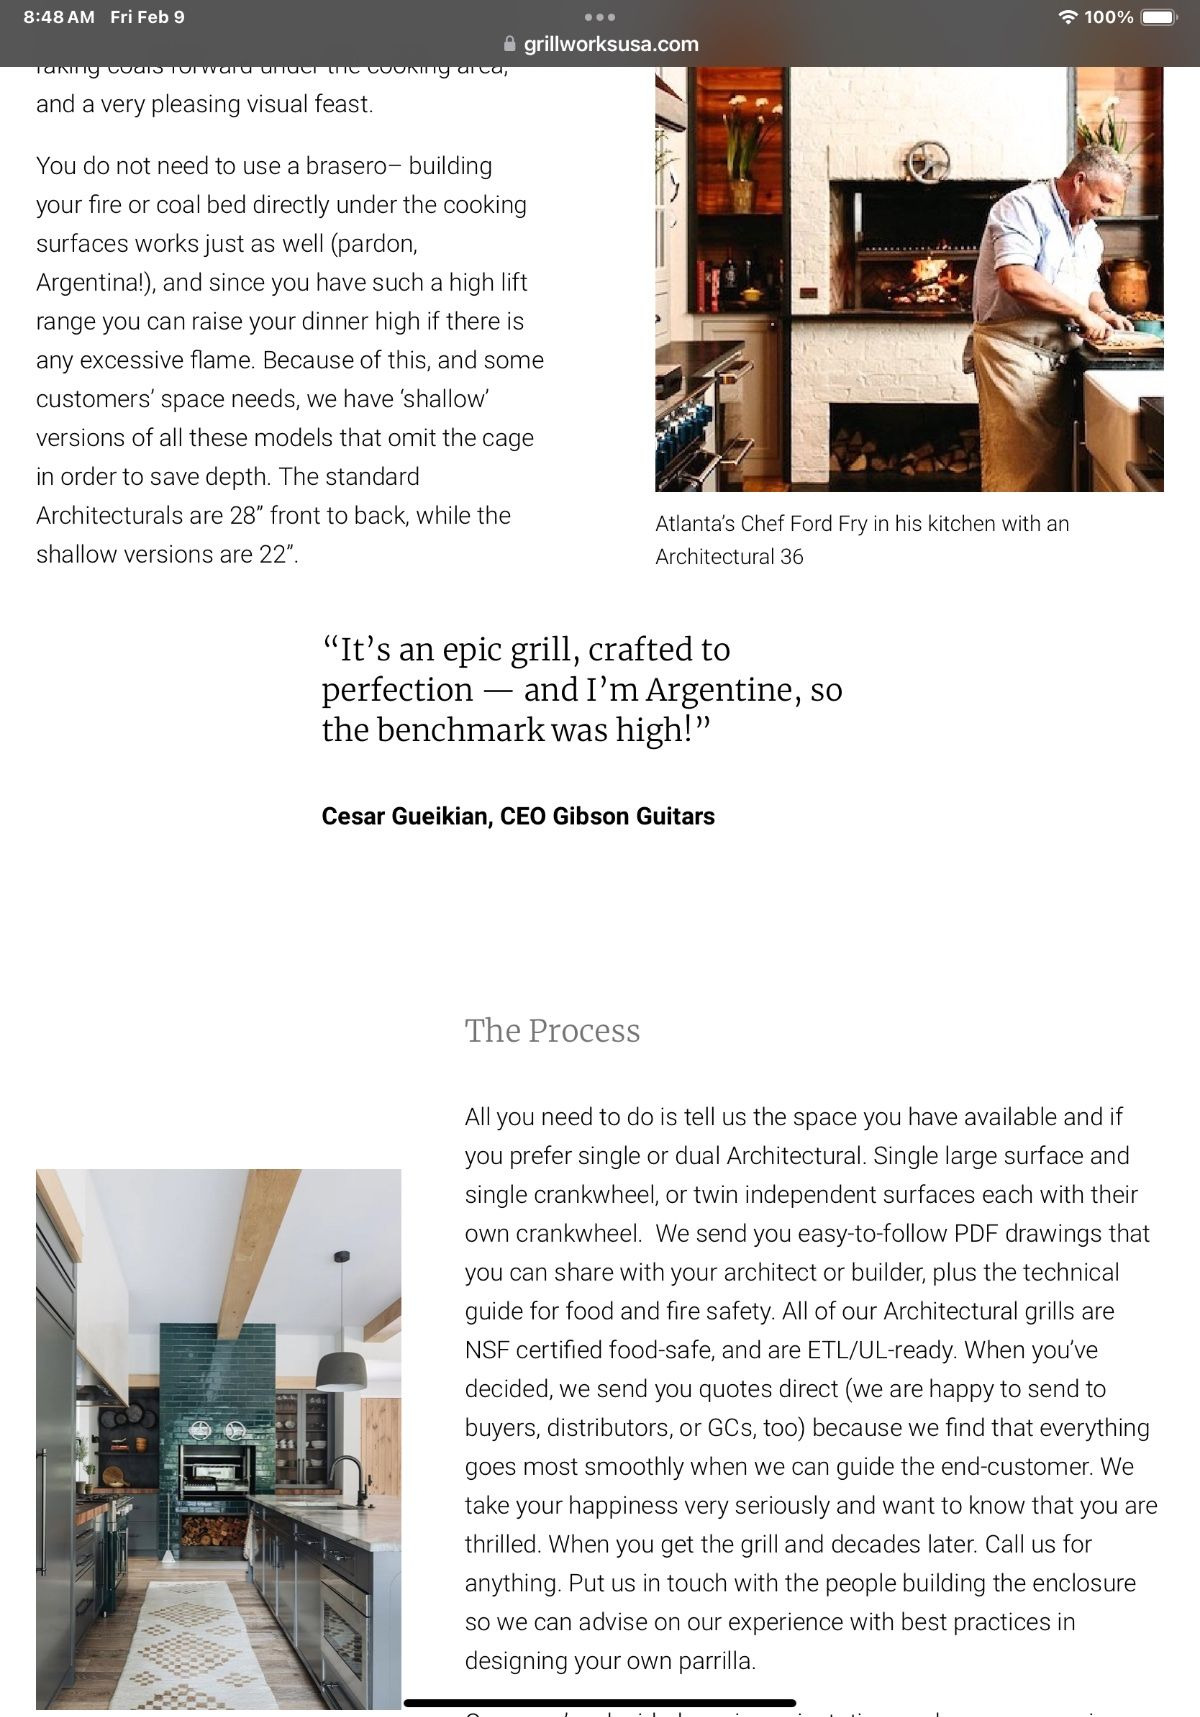 8:48 AM Fri Feb 9
100%
grillworksusa.com
raking coals forward under the cooking area,
and a very pleasing visual feast.
You do not need to use a brasero– building
your fire or coal bed directly under the cooking
surfaces works just as well (pardon,
Argentina!), and since you have such a high lift
range you can raise your dinner high if there is
any excessive flame. Because of this, and some
customers’ space needs, we have ‘shallow’
versions of all these models that omit the cage
in order to save depth. The standard
Architecturals are 28” front to back, while the
shallow versions are 22”.
Atlanta’s Chef Ford Fry in his kitchen with an
Architectural 36
“It’s an epic grill, crafted to
perfection — and I’m Argentine, so
the benchmark was high!”
Cesar Gueikian, CEO Gibson Guitars
The Process
All you need to do is tell us the space you have available and if
you prefer single or dual Architectural. Single large surface and
single crankwheel, or twin independent surfaces each with their
own crankwheel.  We send you easy-to-follow PDF drawings that
you can share with your architect or builder, plus the technical
guide for food and fire safety. All of our Architectural grills are
NSF certified food-safe, and are ETL/UL-ready. When you’ve
decided, we send you quotes direct (we are happy to send to
buyers, distributors, or GCs, too) because we find that everything
goes most smoothly when we can guide the end-customer. We
take your happiness very seriously and want to know that you are
thrilled. When you get the grill and decades later. Call us for
anything. Put us in touch with the people building the enclosure
so we can advise on our experience with best practices in
designing your own parrilla.